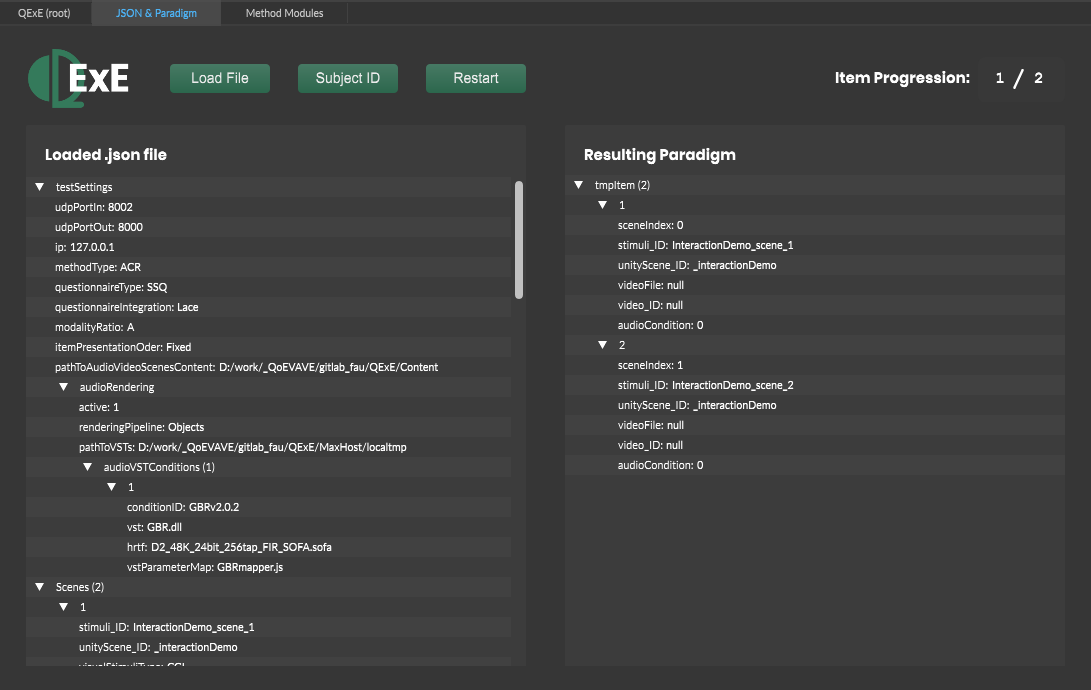 QExE (root)
JSON & Paradigm
Method Modules
QExE
Load File
Subject ID
Restart
Item Progression: 1 / 2
Loaded .json file
testSettings
udpPortIn: 8002
udpPortOut: 8000
ip: 127.0.0.1
methodType: ACR
questionnaireType: SSQ
questionnaireIntegration: Lace
modalityRatio: A
itemPresentationOder: Fixed
pathToAudioVideoScenesContent: D:/work/_QoEVAVE/gitlab_fau/QExE/Content
audioRendering
active: 1
renderingPipeline: Objects
pathToVSTs: D:/work/_QoEVAVE/gitlab_fau/QExE/MaxHost/localtmp
audioVSTConditions (1)
1
conditionID: GBRv2.0.2
vst: GBR.dll
hrtf: D2_48K_24bit_256tap_FIR_SOFA.sofa
vstParameterMap: GBRmapper.js
Scenes (2)
1
stimuli_ID: InteractionDemo_scene_1
unityScene_ID: _interactionDemo
visualStimuliType: CGI
Resulting Paradigm
tmpItem (2)
1
sceneIndex: 0
stimuli_ID: InteractionDemo_scene_1
unityScene_ID: _interactionDemo
videoFile: null
video_ID: null
audioCondition: 0
2
sceneIndex: 1
stimuli_ID: InteractionDemo_scene_2
unityScene_ID: _interactionDemo
videoFile: null
video_ID: null
audioCondition: 0